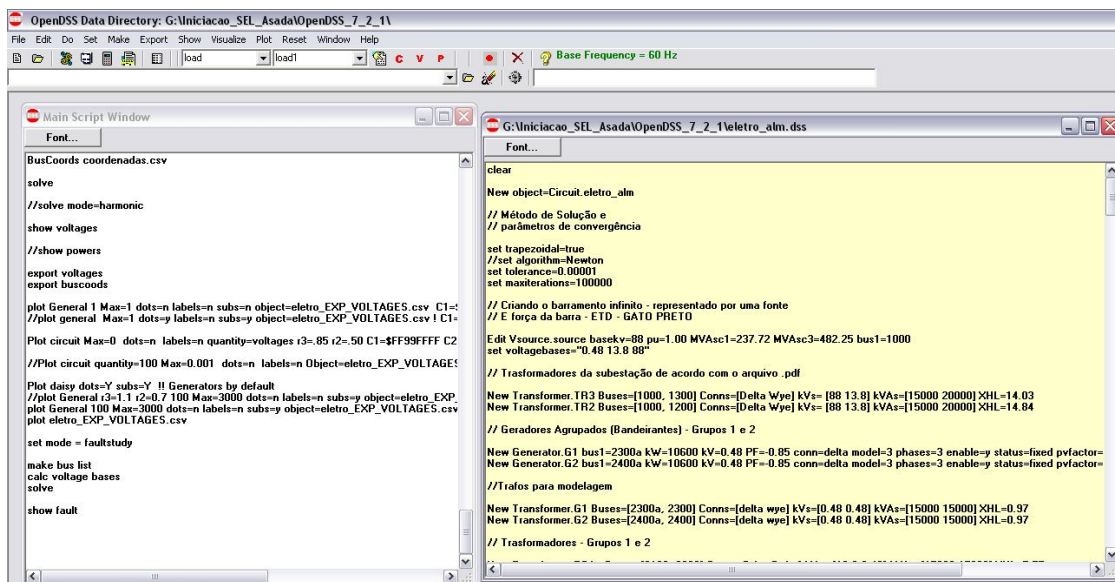 OpenDSS Data Directory: G:\Iniciacao_SEL_Asada\OpenDSS_7_2_1\
File Edit Do Set Make Export Show Visualize Plot Reset Window Help
load load1 C V P Base Frequency = 60 Hz
Main Script Window
Font...
BusCoords coordenadas.csv
solve
//solve mode=harmonic
show voltages
//show powers
export voltages
export buscoods
plot General 1 Max=1 dots=n labels=n subs=n object=eletro_EXP_VOLTAGES.csv C1=$
//plot general Max=1 dots=y labels=n subs=y object=eletro_EXP_VOLTAGES.csv ! C1=
Plot circuit Max=0 dots=n labels=n quantity=voltages r3=.85 r2=.50 C1=$FF99FFFF C2
//Plot circuit quantity=100 Max=0.001 dots=n labels=n Object=eletro_EXP_VOLTAGES
Plot daisy dots=Y subs=Y !! Generators by default
//plot General r3=1.1 r2=0.7 100 Max=3000 dots=n labels=n subs=y object=eletro_EXP_
plot General 100 Max=3000 dots=n labels=n subs=y object=eletro_EXP_VOLTAGES.csv
plot eletro_EXP_VOLTAGES.csv
set mode = faultstudy
make bus list
calc voltage bases
solve
show fault
G:\Iniciacao_SEL_Asada\OpenDSS_7_2_1\eletro_alm.dss
Font...
clear
New object=Circuit.eletro_alm
// Método de Solução e
// parâmetros de convergência
set trapezoidal=true
//set algorithm=Newton
set tolerance=0.00001
set maxiterations=100000
// Criando o barramento infinito - representado por uma fonte
// E força da barra - ETD - GATO PRETO
Edit Vsource.source basekv=88 pu=1.00 MVAsc1=237.72 MVAsc3=482.25 bus1=1000
set voltagebases="0.48 13.8 88"
// Trasformadores da subestação de acordo com o arquivo .pdf
New Transformer.TR3 Buses=[1000, 1300] Conns=[Delta Wye] kVs= [88 13.8] kVAs=[15000 20000] XHL=14.03
New Transformer.TR2 Buses=[1000, 1200] Conns=[Delta Wye] kVs= [88 13.8] kVAs=[15000 20000] XHL=14.84
// Geradores Agrupados (Bandeirantes) - Grupos 1 e 2
New Generator.G1 bus1=2300a kW=10600 kV=0.48 PF=-0.85 conn=delta model=3 phases=3 enable=y status=fixed pvfactor=
New Generator.G2 bus1=2400a kW=10600 kV=0.48 PF=-0.85 conn=delta model=3 phases=3 enable=y status=fixed pvfactor=
//Trafos para modelagem
New Transformer.G1 Buses=[2300a, 2300] Conns=[delta wye] kVs=[0.48 0.48] kVAs=[15000 15000] XHL=0.97
New Transformer.G2 Buses=[2400a, 2400] Conns=[delta wye] kVs=[0.48 0.48] kVAs=[15000 15000] XHL=0.97
// Trasformadores - Grupos 1 e 2